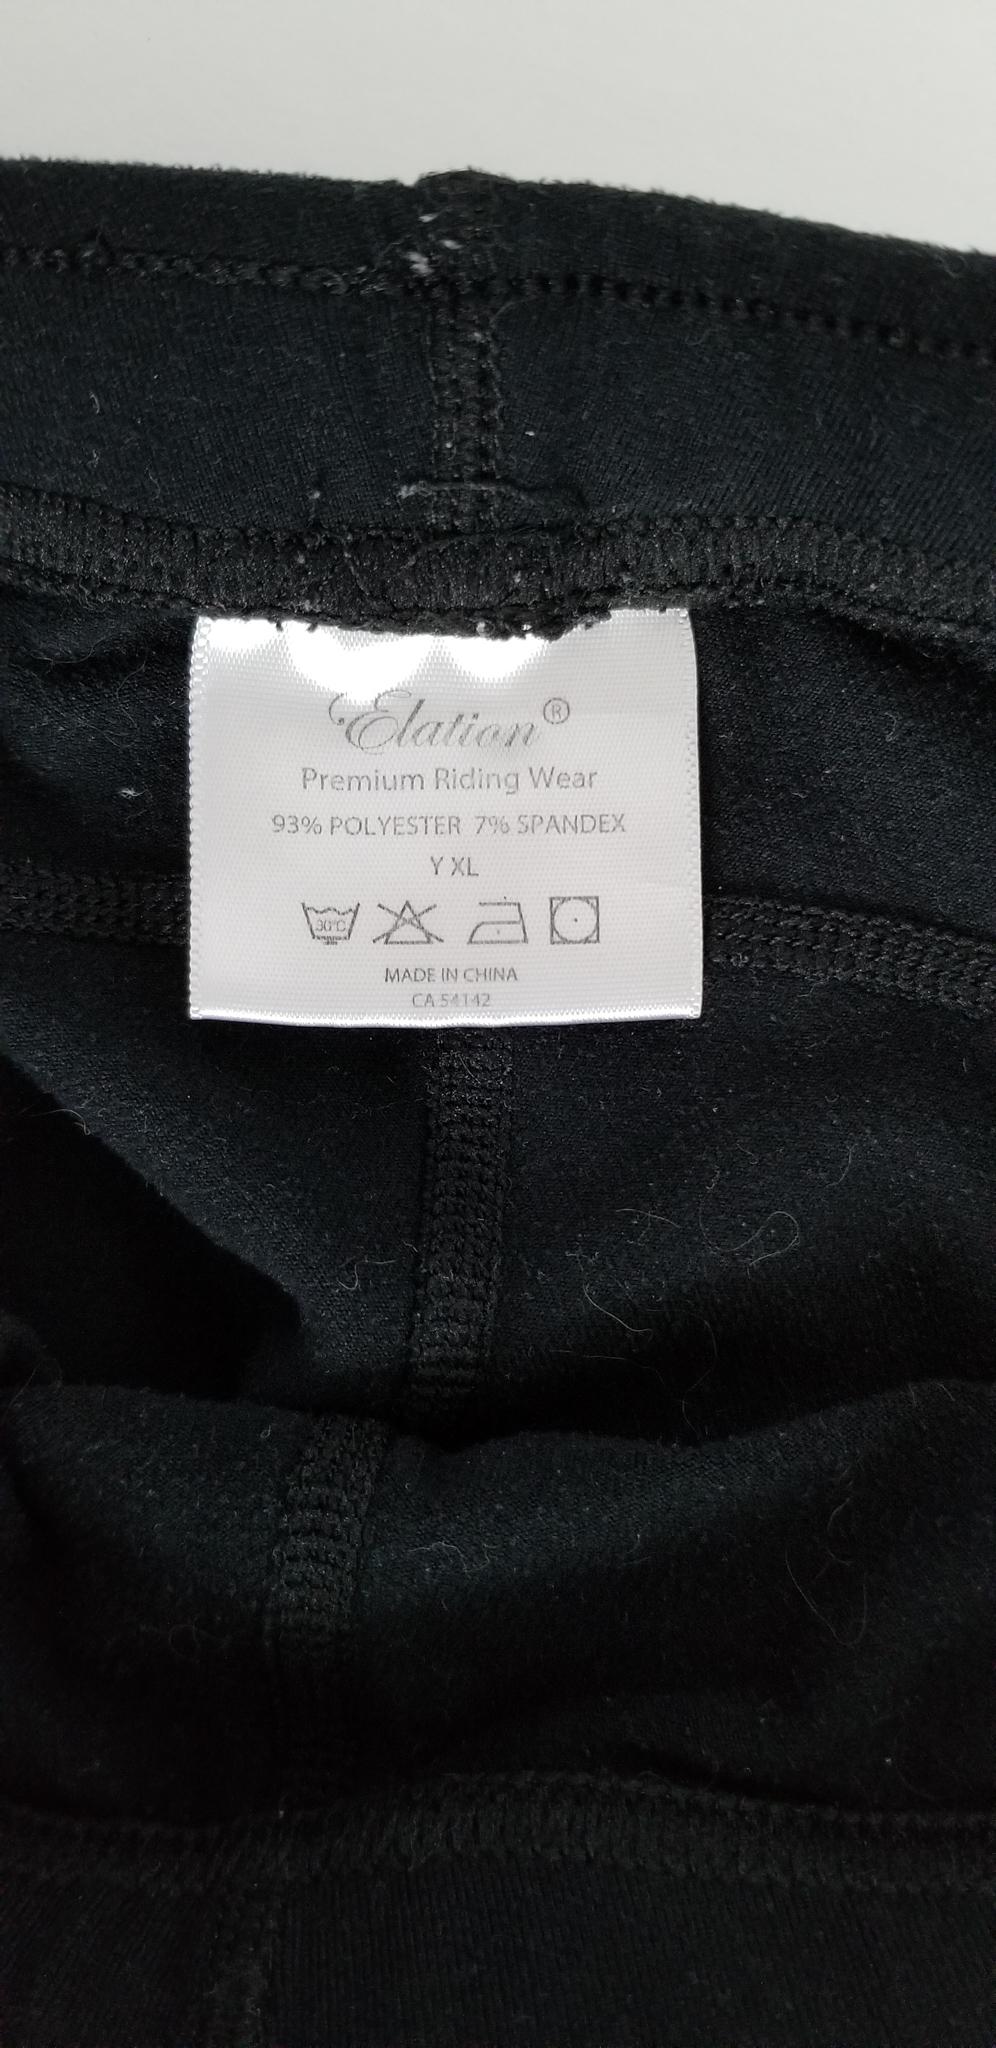 Elation®
Premium Riding Wear
93% POLYESTER 7% SPANDEX
Y XL
30°C
MADE IN CHINA
CA 54142